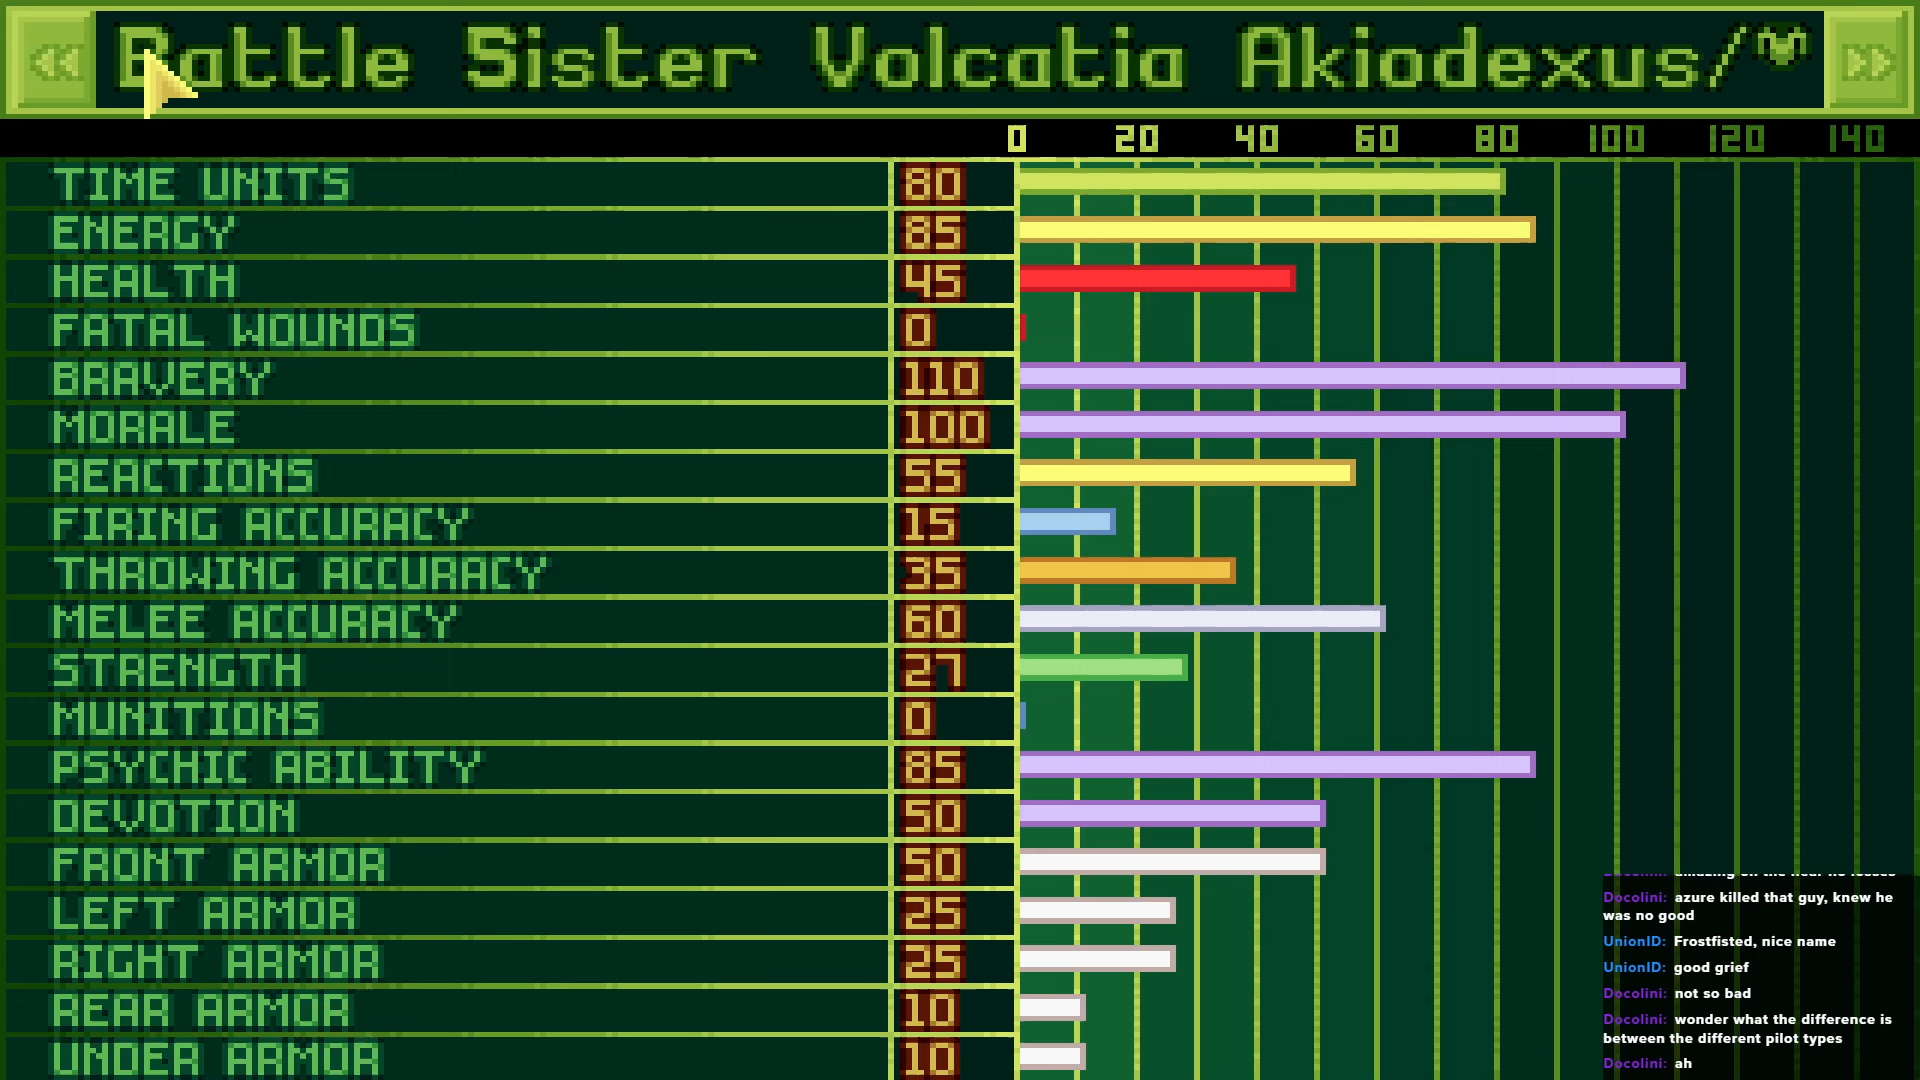 Battle Sister Volcatia Akiodexus/♥
0 20 40 60 80 100 120 140
TIME UNITS 80
ENERGY 85
HEALTH 45
FATAL WOUNDS 0
BRAVERY 110
MORALE 100
REACTIONS 55
FIRING ACCURACY 15
THROWING ACCURACY 35
MELEE ACCURACY 60
STRENGTH 27
MUNITIONS 0
PSYCHIC ABILITY 85
DEVOTION 50
FRONT ARMOR 50
LEFT ARMOR 25
RIGHT ARMOR 25
REAR ARMOR 10
UNDER ARMOR 10
Docolini: azure killed that guy, knew he
was no good
UnionID: Frostfisted, nice name
UnionID: good grief
Docolini: not so bad
Docolini: wonder what the difference is
between the different pilot types
Docolini: ah